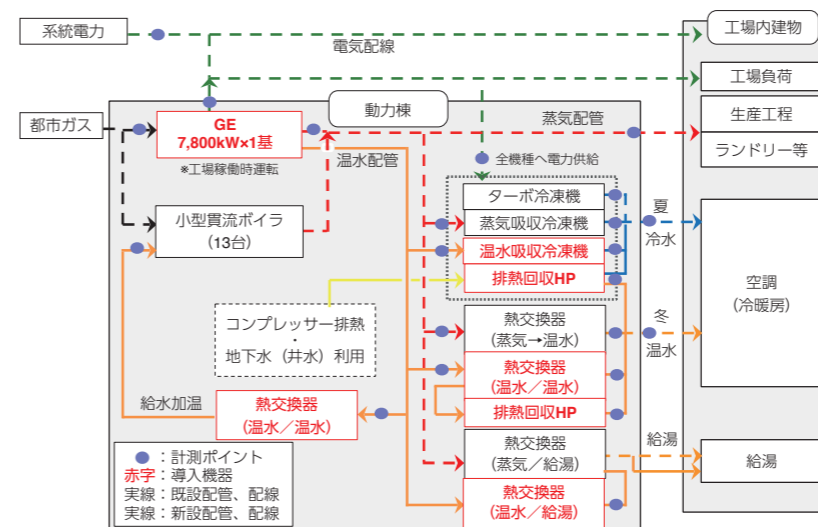 系統電力
電気配線
工場内建物
動力棟
工場負荷
都市ガス
GE
7,800kW×1基
※工場稼働時運転
蒸気配管
温水配管
全機種へ電力供給
生産工程
ランドリー等
小型貫流ボイラ
(13台)
ターボ冷凍機
蒸気吸収冷凍機
温水吸収冷凍機
排熱回収HP
夏
冷水
コンプレッサー排熱
・
地下水（井水）利用
熱交換器
(蒸気→温水)
冬
温水
空調
(冷暖房)
熱交換器
(温水／温水)
排熱回収HP
給水加温
熱交換器
(温水／温水)
熱交換器
(蒸気／給湯)
給湯
給湯
熱交換器
(温水／給湯)
：計測ポイント
赤字：導入機器
実線：既設配管、配線
実線：新設配管、配線